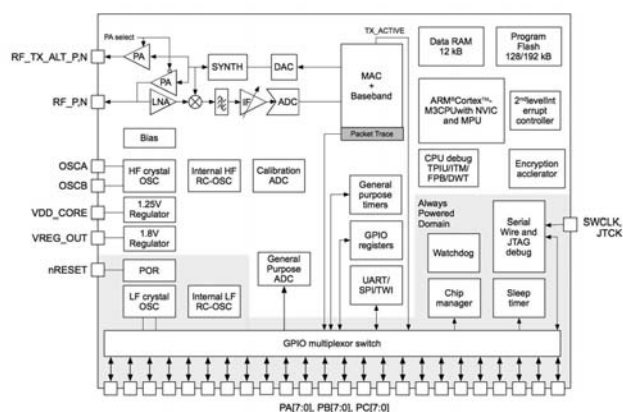 TX_ACTIVE
PA select
RF_TX_ALT_P,N
PA
SYNTH
DAC
MAC
+
Baseband
Data RAM
12 kB
Program
Flash
128/192 kB
PA
RF_P,N
LNA
IF
ADC
Packet Trace
ARM®Cortex™-
M3CPUwith NVIC
and MPU
2ⁿᵈlevelInt
errupt
controller
Bias
OSCA
OSCB
HF crystal
OSC
Internal HF
RC-OSC
Calibration
ADC
CPU debug
TPIU/ITM/
FPB/DWT
Encryption
acclerator
VDD_CORE
1.25V
Regulator
General
purpose
timers
Always
Powered
Domain
Serial
Wire and
JTAG
debug
SWCLK,
JTCK
VREG_OUT
1.8V
Regulator
GPIO
registers
Watchdog
nRESET
POR
General
Purpose
ADC
UART/
SPI/TWI
LF crystal
OSC
Internal LF
RC-OSC
Chip
manager
Sleep
timer
GPIO multiplexor switch
PA[7:0], PB[7:0], PC[7:0]